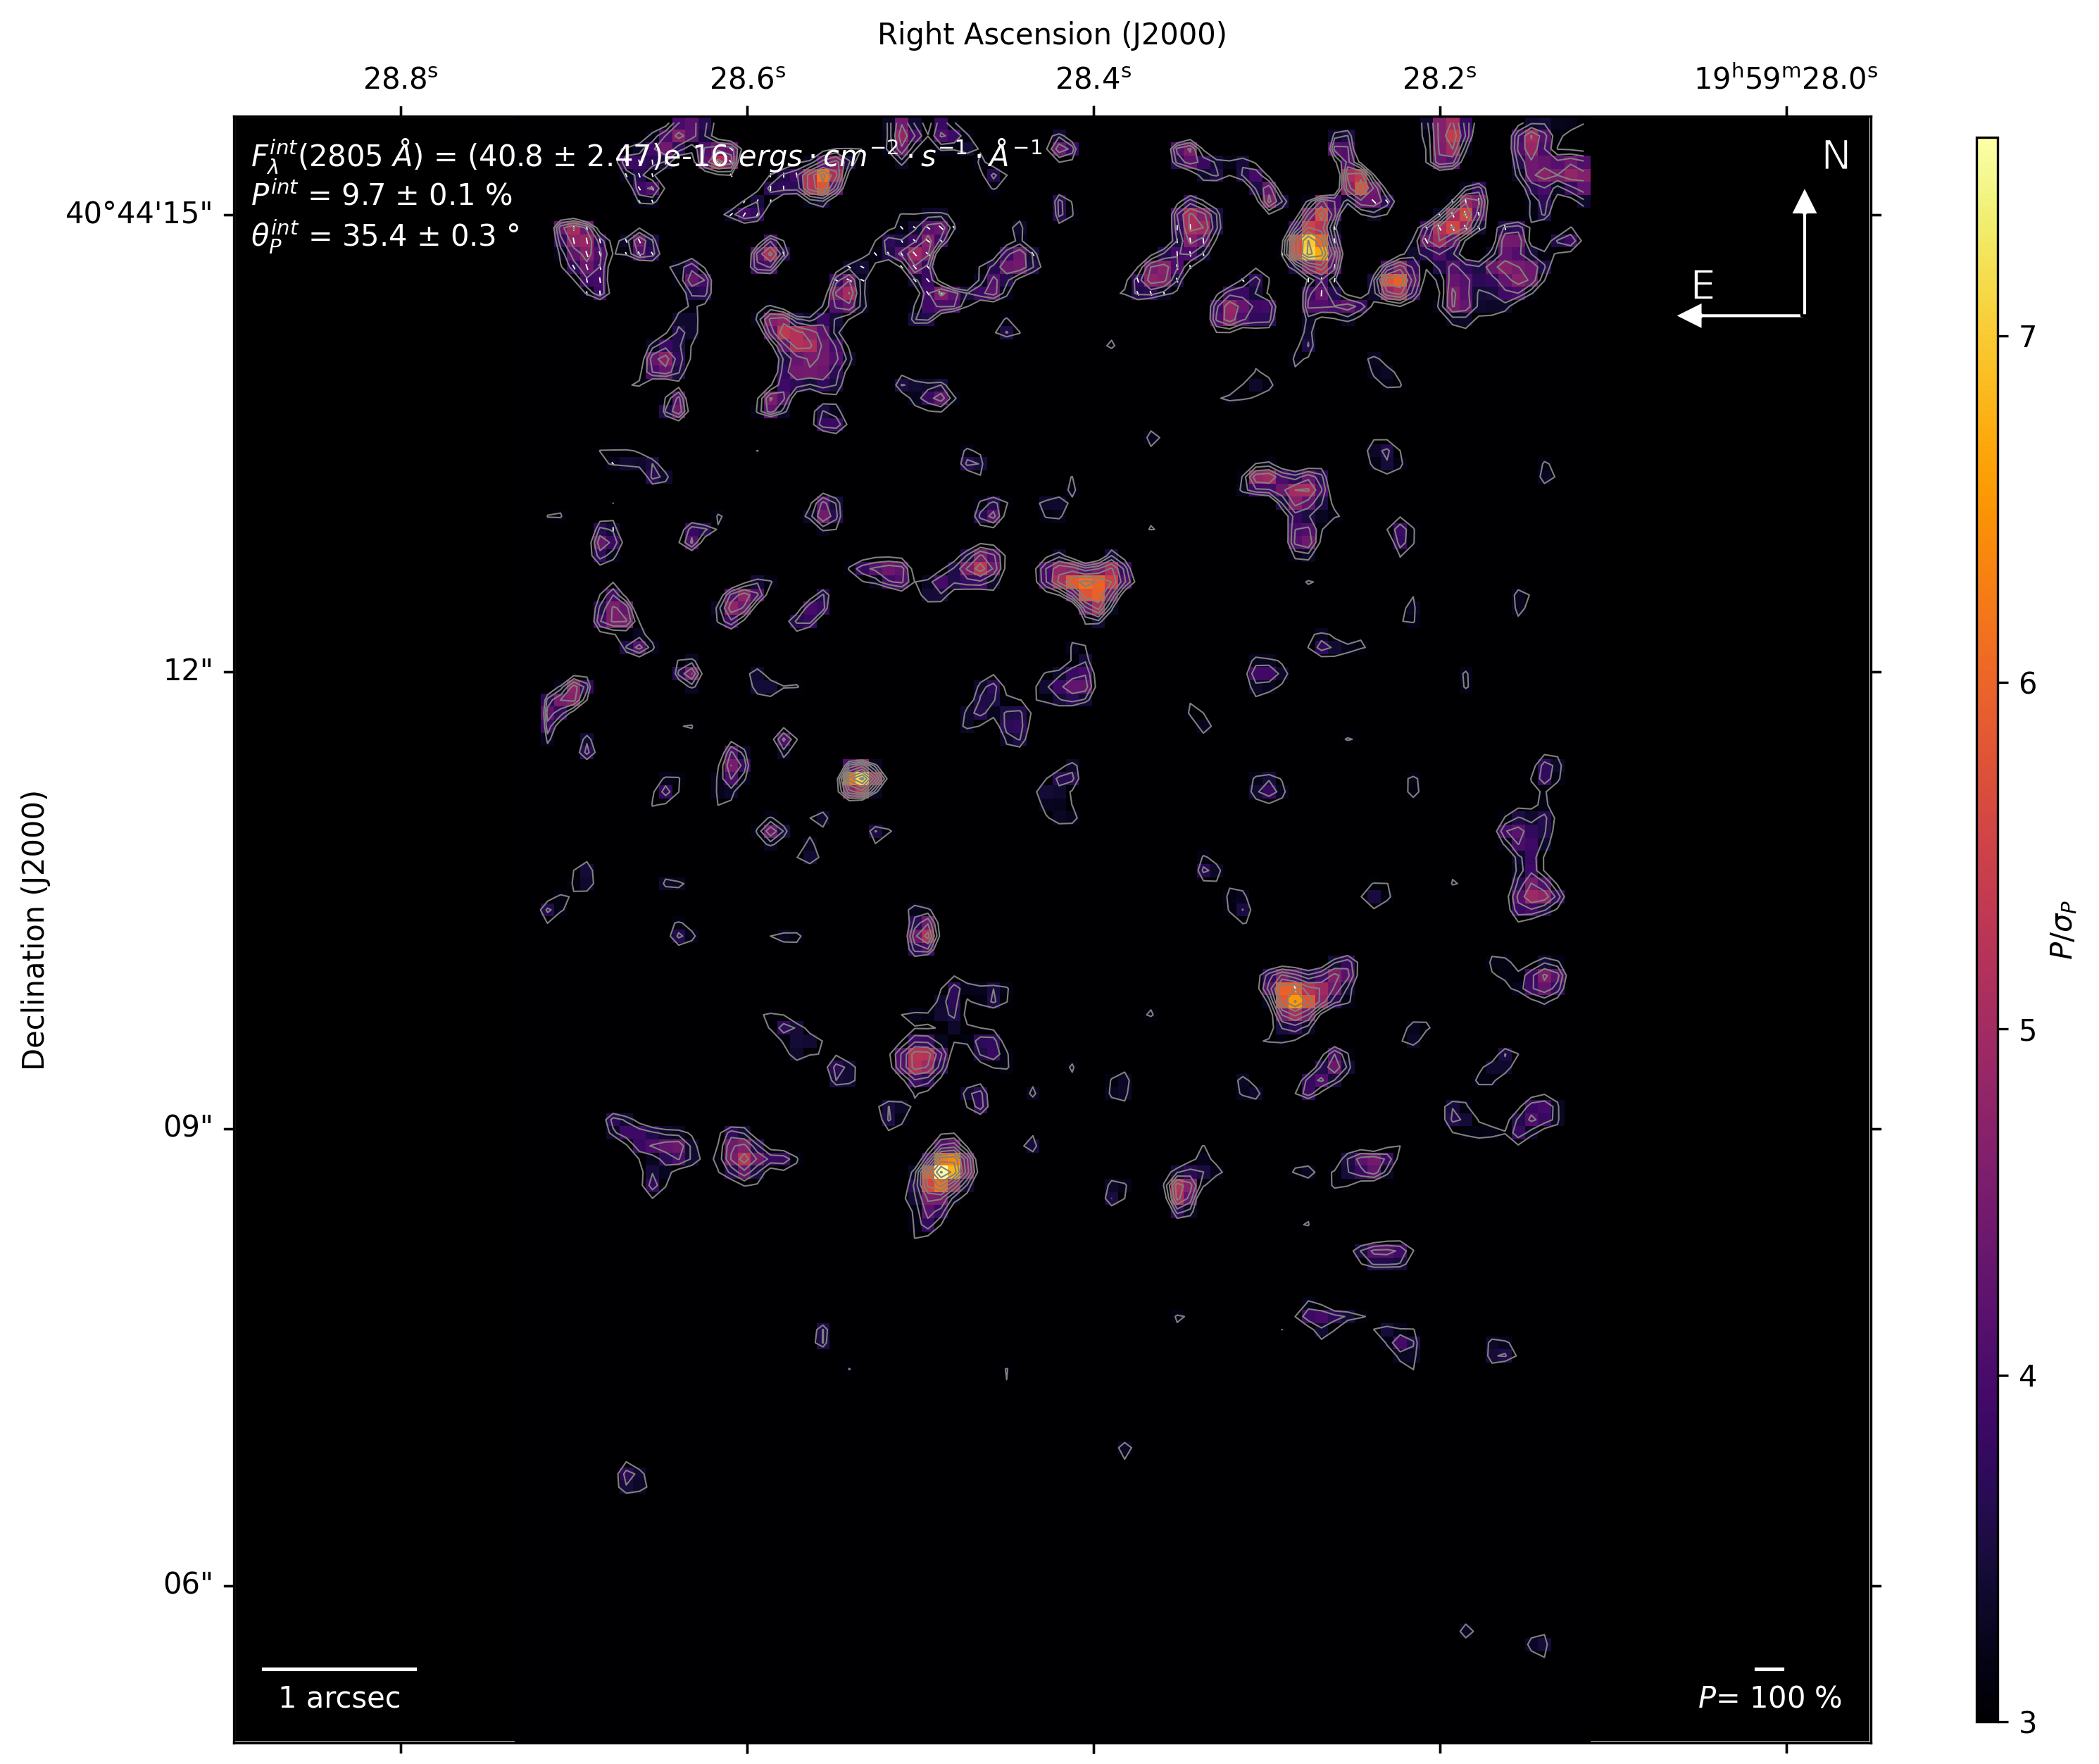 Right Ascension (J2000)
28.8ˢ 28.6ˢ 28.4ˢ 28.2ˢ 19ʰ59ᵐ28.0ˢ
F_λ^int(2805 Å) = (40.8 ± 2.47)e-16 ergs · cm⁻² · s⁻¹ · Å⁻¹
P^int = 9.7 ± 0.1 %
θ_P^int = 35.4 ± 0.3 °
N
E
40°44'15"
12"
09"
06"
Declination (J2000)
1 arcsec
P= 100 %
7
6
5
4
3
P/σ_P